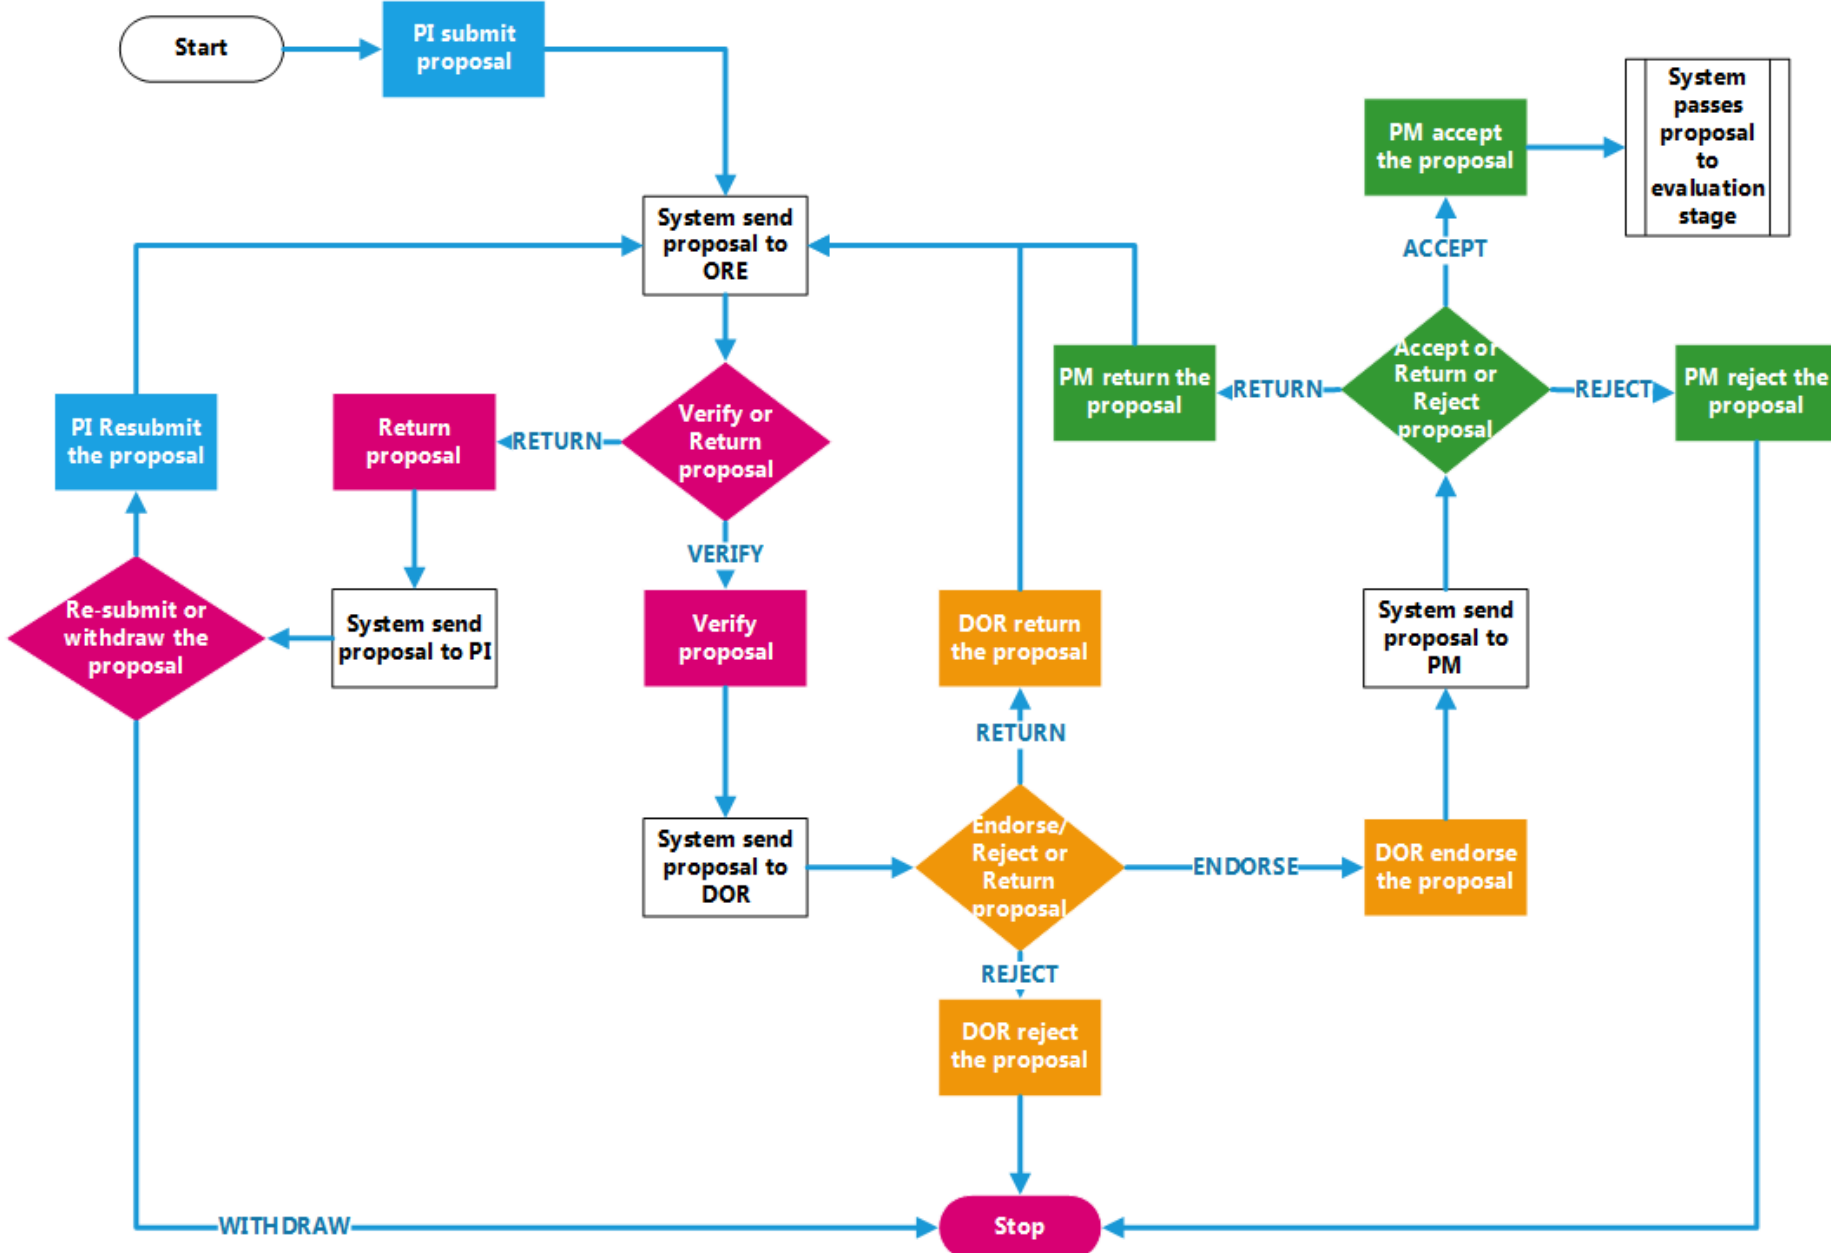 Start
PI submit
proposal
System send
proposal to
ORE
Verify or
Return
proposal
RETURN
Return
proposal
System send
proposal to PI
Re-submit or
withdraw the
proposal
PI Resubmit
the proposal
WITHDRAW
VERIFY
Verify
proposal
System send
proposal to
DOR
Endorse/
Reject or
Return
proposal
RETURN
DOR return
the proposal
REJECT
DOR reject
the proposal
Stop
ENDORSE
DOR endorse
the proposal
System send
proposal to
PM
Accept or
Return or
Reject
proposal
RETURN
PM return the
proposal
REJECT
PM reject the
proposal
ACCEPT
PM accept
the proposal
System
passes
proposal
to
evaluation
stage